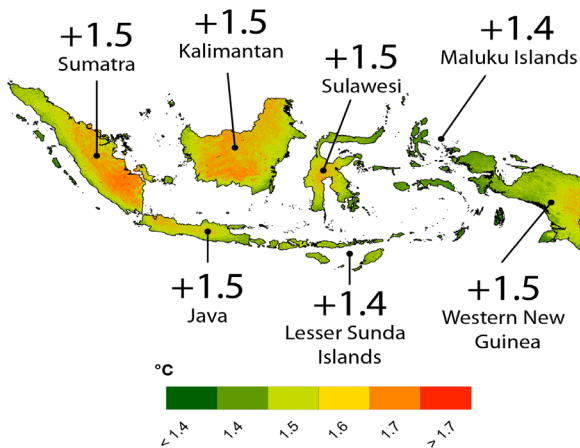 +1.5
Sumatra
+1.5
Kalimantan
+1.5
Sulawesi
+1.4
Maluku Islands
+1.5
Java
+1.4
Lesser Sunda
Islands
+1.5
Western New
Guinea
°C
< 1.4
1.4
1.5
1.6
1.7
> 1.7